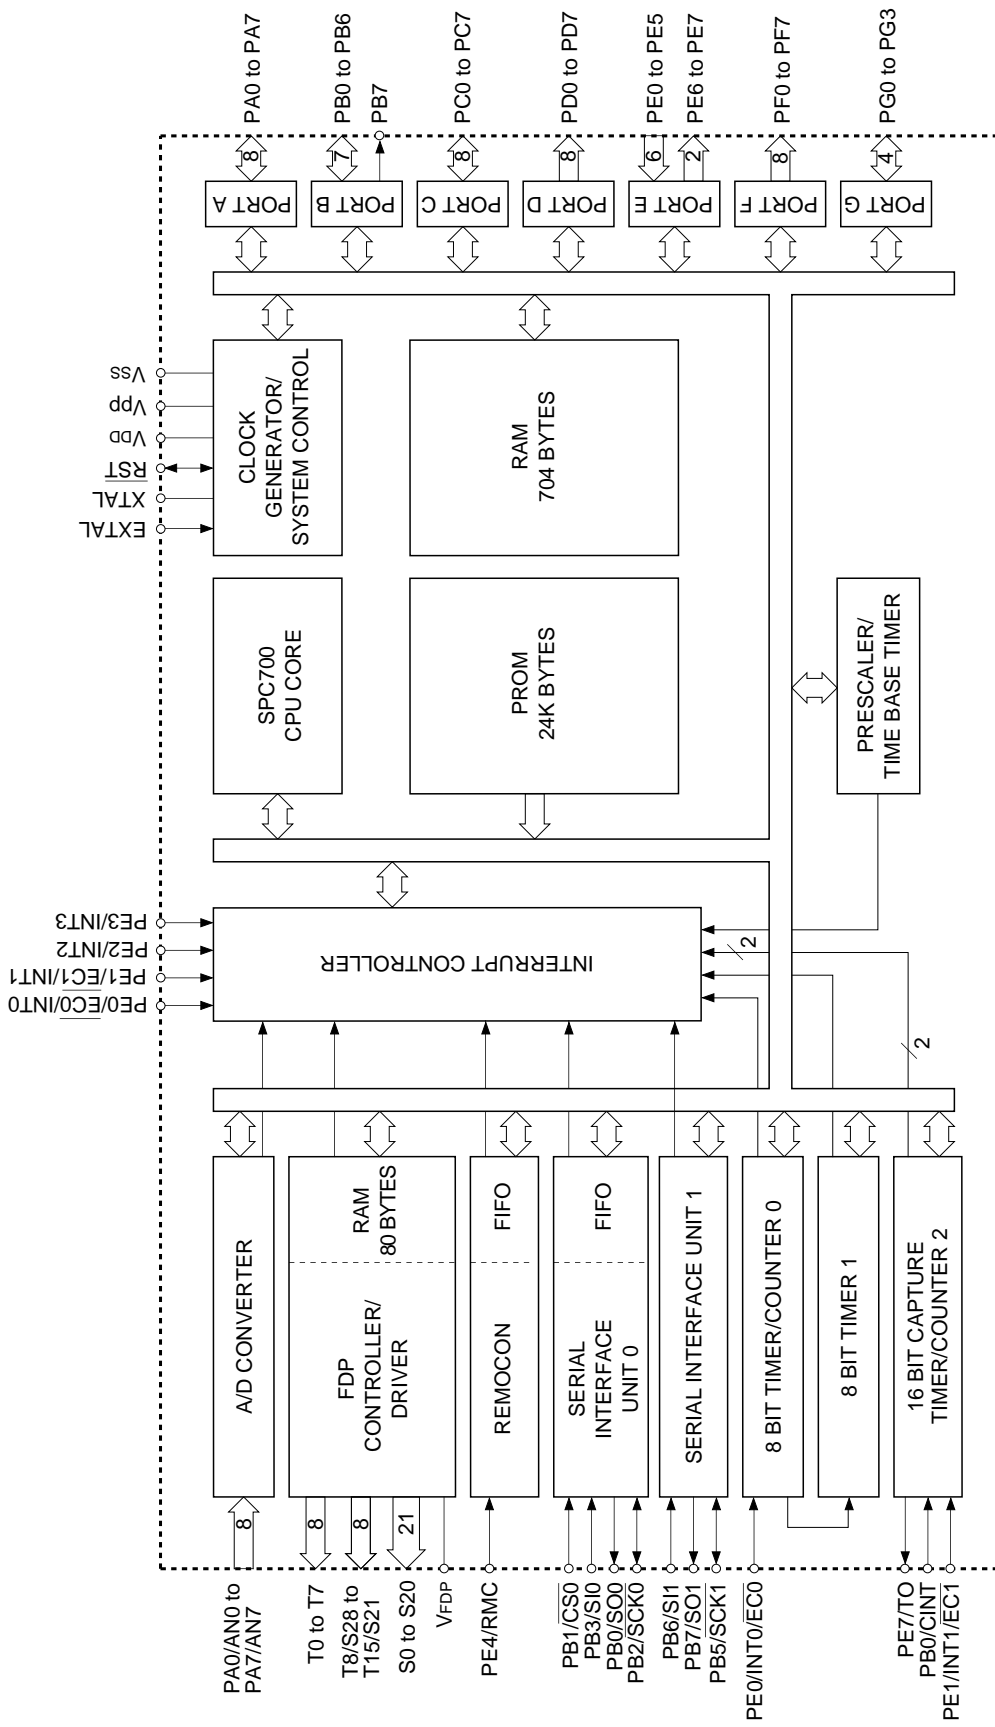 PA0 to PA7
PB0 to PB6
PB7
PC0 to PC7
PD0 to PD7
PE0 to PE5
PE6 to PE7
PF0 to PF7
PG0 to PG3
8
7
8
8
6
2
8
4
PORT A
PORT B
PORT C
PORT D
PORT E
PORT F
PORT G
Vss
Vpp
VDD
RST
XTAL
EXTAL
CLOCK
GENERATOR/
SYSTEM CONTROL
RAM
704 BYTES
SPC700
CPU CORE
PROM
24K BYTES
PRESCALER/
TIME BASE TIMER
PE3/INT3
PE2/INT2
PE1/EC1/INT1
PE0/EC0/INT0
INTERRUPT CONTROLLER
2
2
A/D CONVERTER
FDP
CONTROLLER/
DRIVER
RAM
80 BYTES
REMOCON
FIFO
SERIAL
INTERFACE
UNIT 0
FIFO
SERIAL INTERFACE UNIT 1
8 BIT TIMER/COUNTER 0
8 BIT TIMER 1
16 BIT CAPTURE
TIMER/COUNTER 2
8
8
8
21
PA0/AN0 to
PA7/AN7
T0 to T7
T8/S28 to
T15/S21
S0 to S20
VFDP
PE4/RMC
PB1/CS0
PB3/SI0
PB0/SO0
PB2/SCK0
PB6/SI1
PB7/SO1
PB5/SCK1
PE0/INT0/EC0
PE7/TO
PB0/CINT
PE1/INT1/EC1